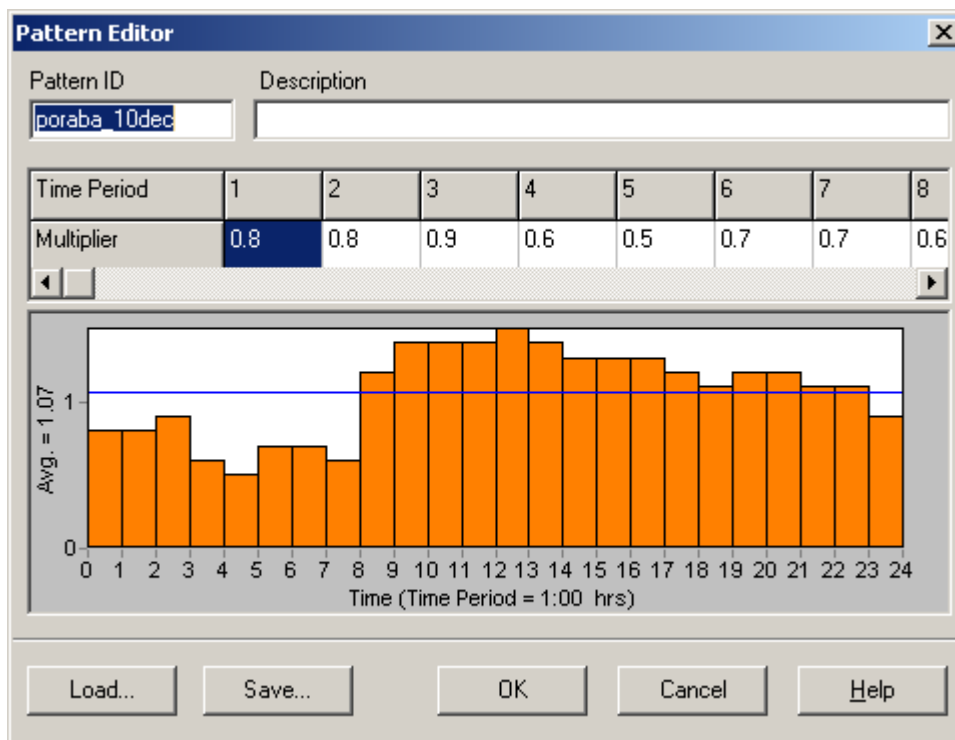 Pattern Editor
Pattern ID Description
poraba_10dec
Time Period 1 2 3 4 5 6 7 8
Multiplier 0.8 0.8 0.9 0.6 0.5 0.7 0.7 0.6
Avg. = 1.07
1
0
0 1 2 3 4 5 6 7 8 9 10 11 12 13 14 15 16 17 18 19 20 21 22 23 24
Time (Time Period = 1:00 hrs)
Load... Save... OK Cancel Help